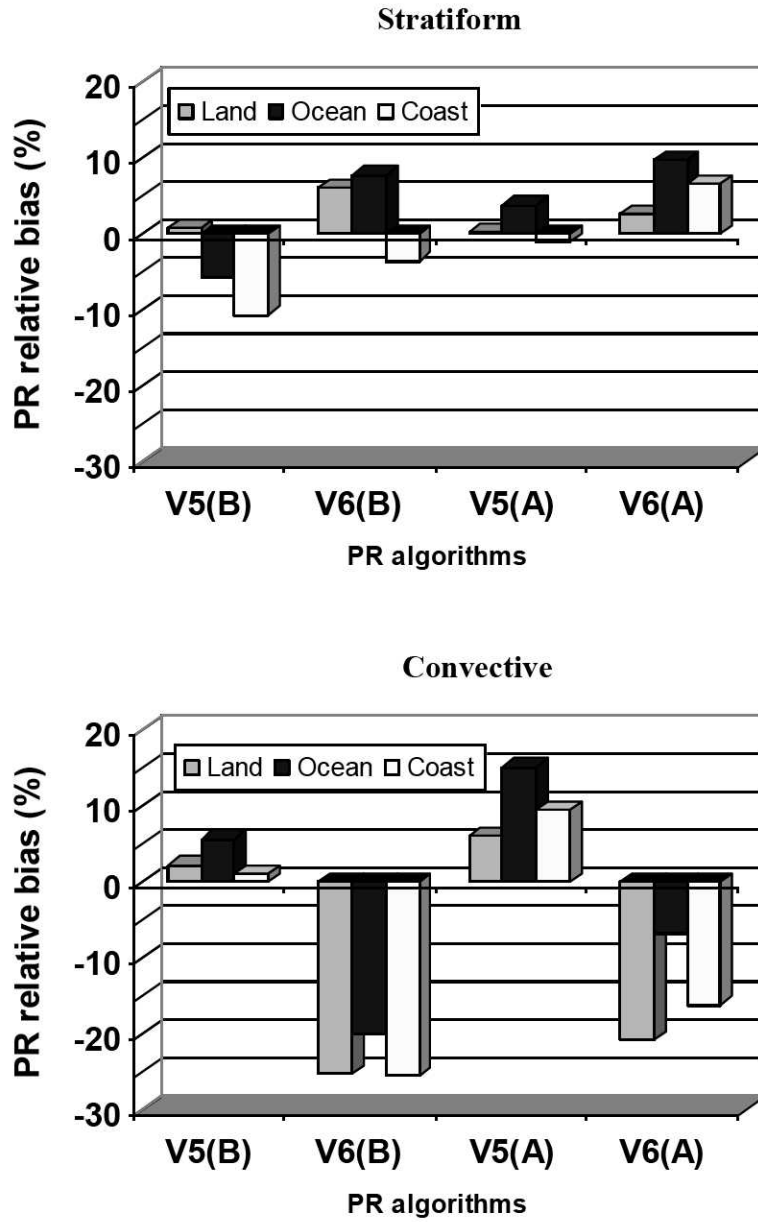 Stratiform
PR relative bias (%)
20
10
0
-10
-20
-30
Land Ocean Coast
V5(B) V6(B) V5(A) V6(A)
PR algorithms
Convective
PR relative bias (%)
20
10
0
-10
-20
-30
Land Ocean Coast
V5(B) V6(B) V5(A) V6(A)
PR algorithms